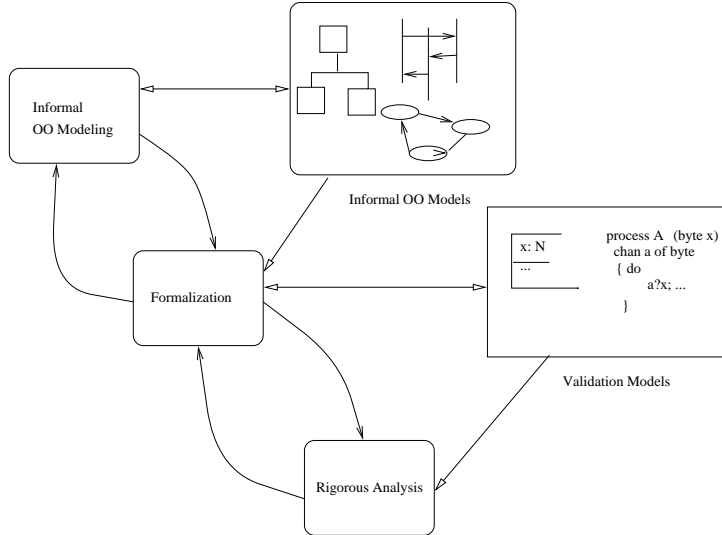 Informal
OO Modeling
Informal OO Models
x: N
...
process A (byte x)
chan a of byte
{ do
a?x; ...
}
Formalization
Validation Models
Rigorous Analysis